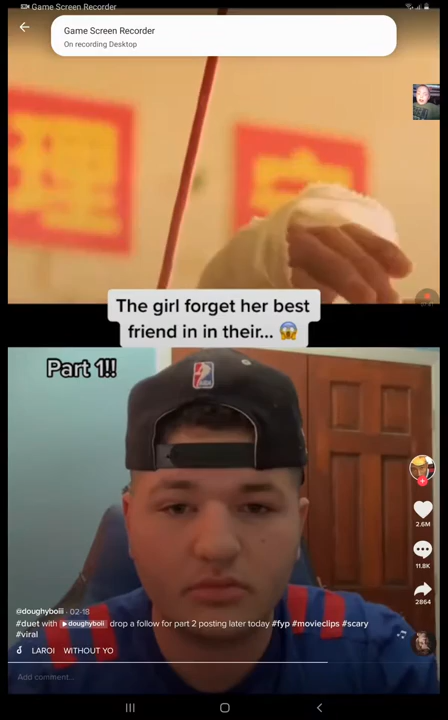 Game Screen Recorder
Game Screen Recorder
On recording Desktop
理
The girl forget her best
friend in in their... 😱
Part 1!!
2.6M
11.8K
2864
@doughyboiii · 02-18
#duet with ▶doughyboii drop a follow for part 2 posting later today #fyp #movieclips #scary
#viral
LAROI WITHOUT YO
Add comment...